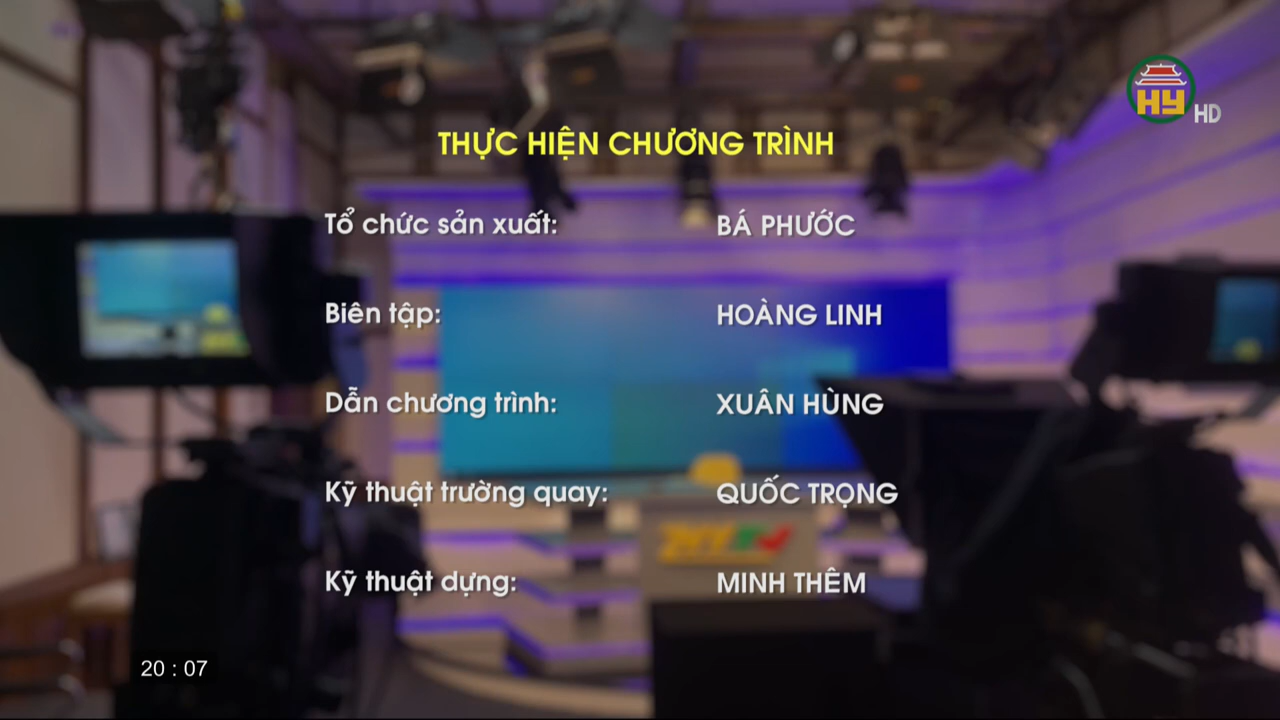 HY HD
THỰC HIỆN CHƯƠNG TRÌNH
Tổ chức sản xuất: BÁ PHƯỚC
Biên tập: HOÀNG LINH
Dẫn chương trình: XUÂN HÙNG
Kỹ thuật trường quay: QUỐC TRỌNG
Kỹ thuật dựng: MINH THÊM
HYTV
20 : 07